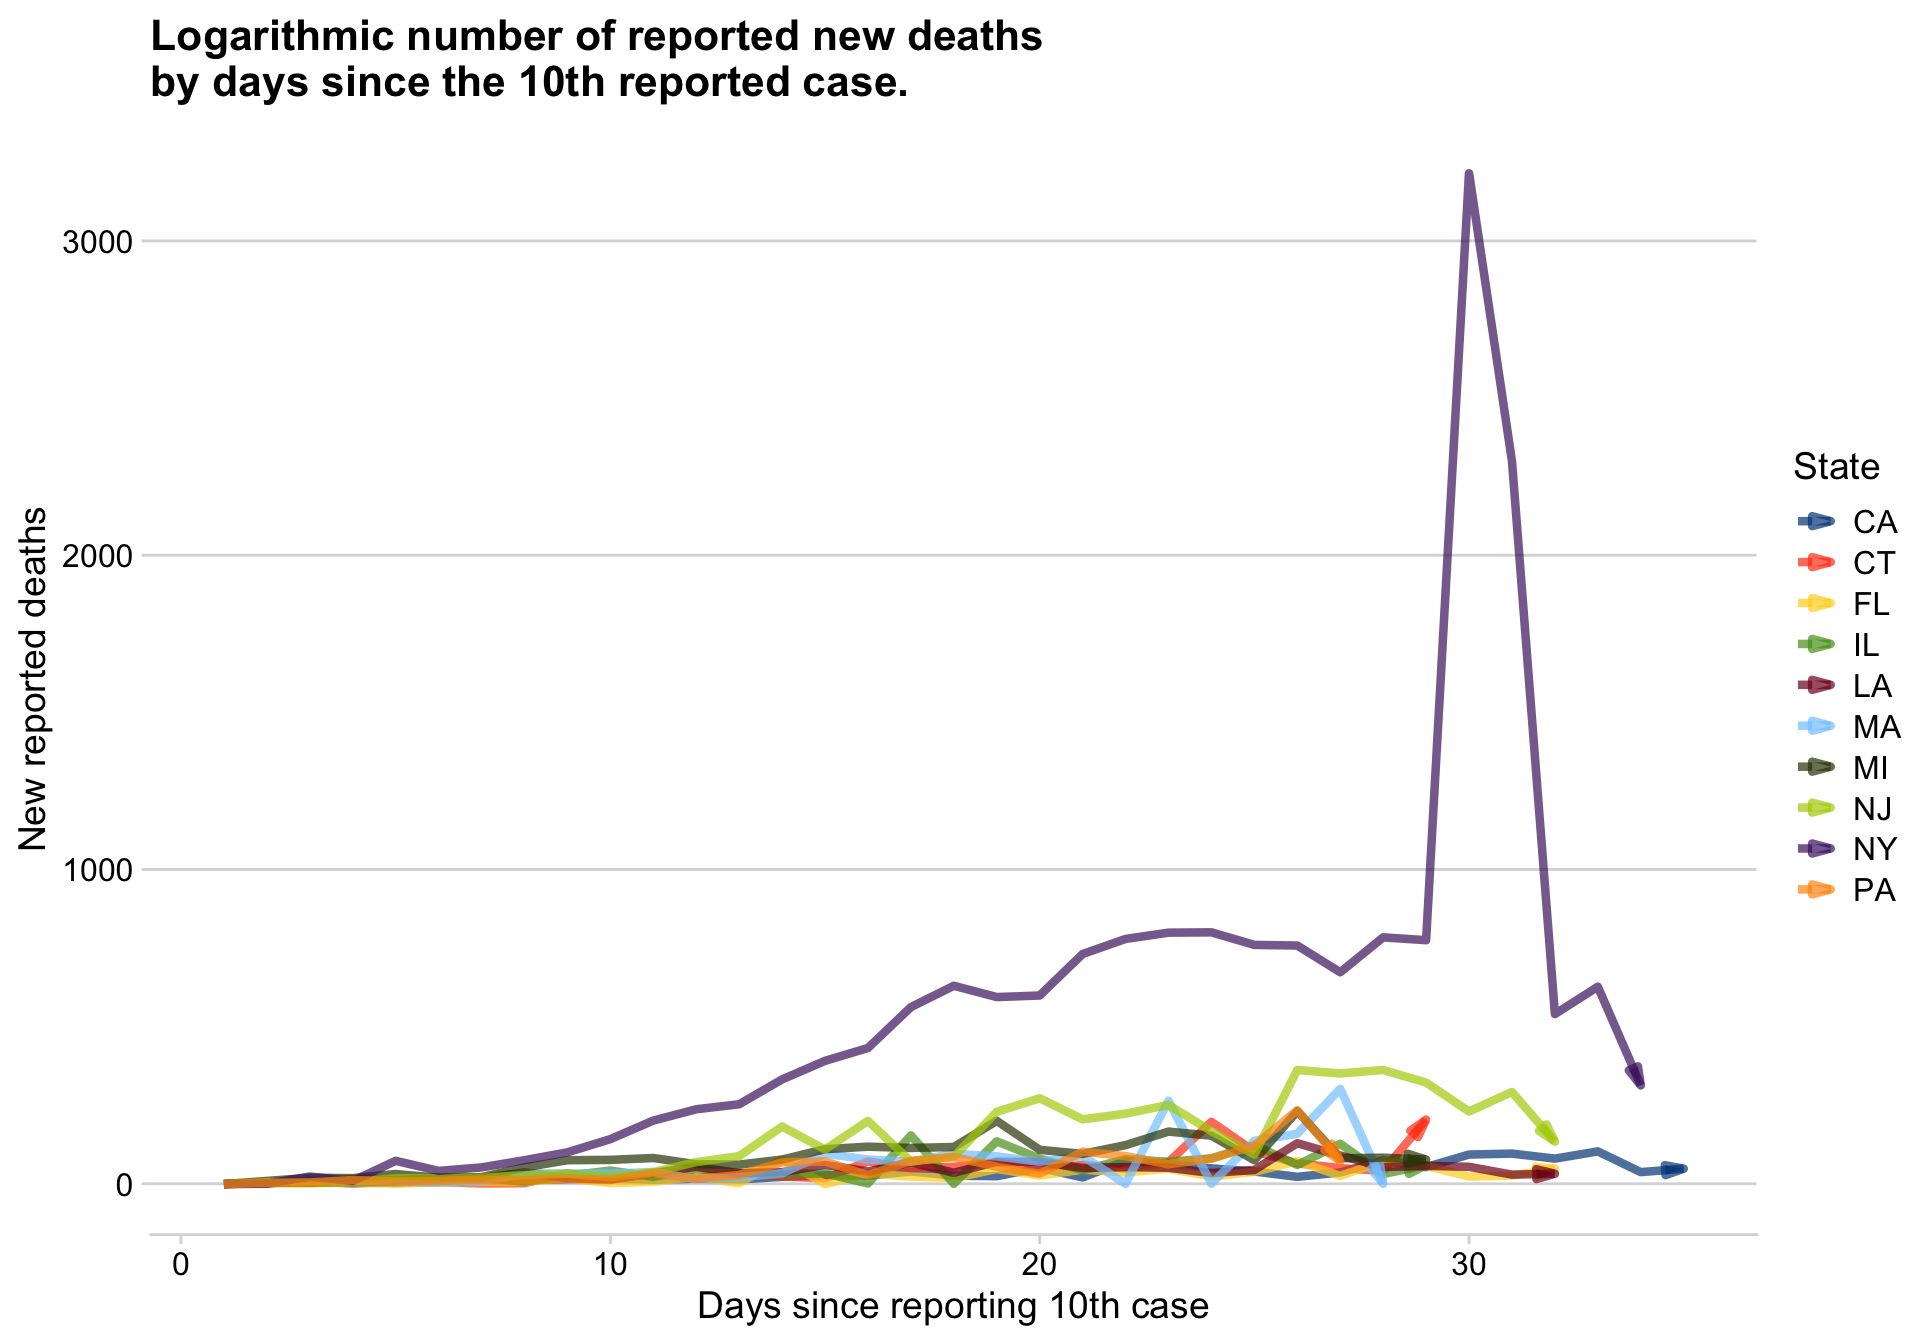 Logarithmic number of reported new deaths
by days since the 10th reported case.
New reported deaths
3000
2000
1000
0
0 10 20 30
Days since reporting 10th case
State
CA
CT
FL
IL
LA
MA
MI
NJ
NY
PA